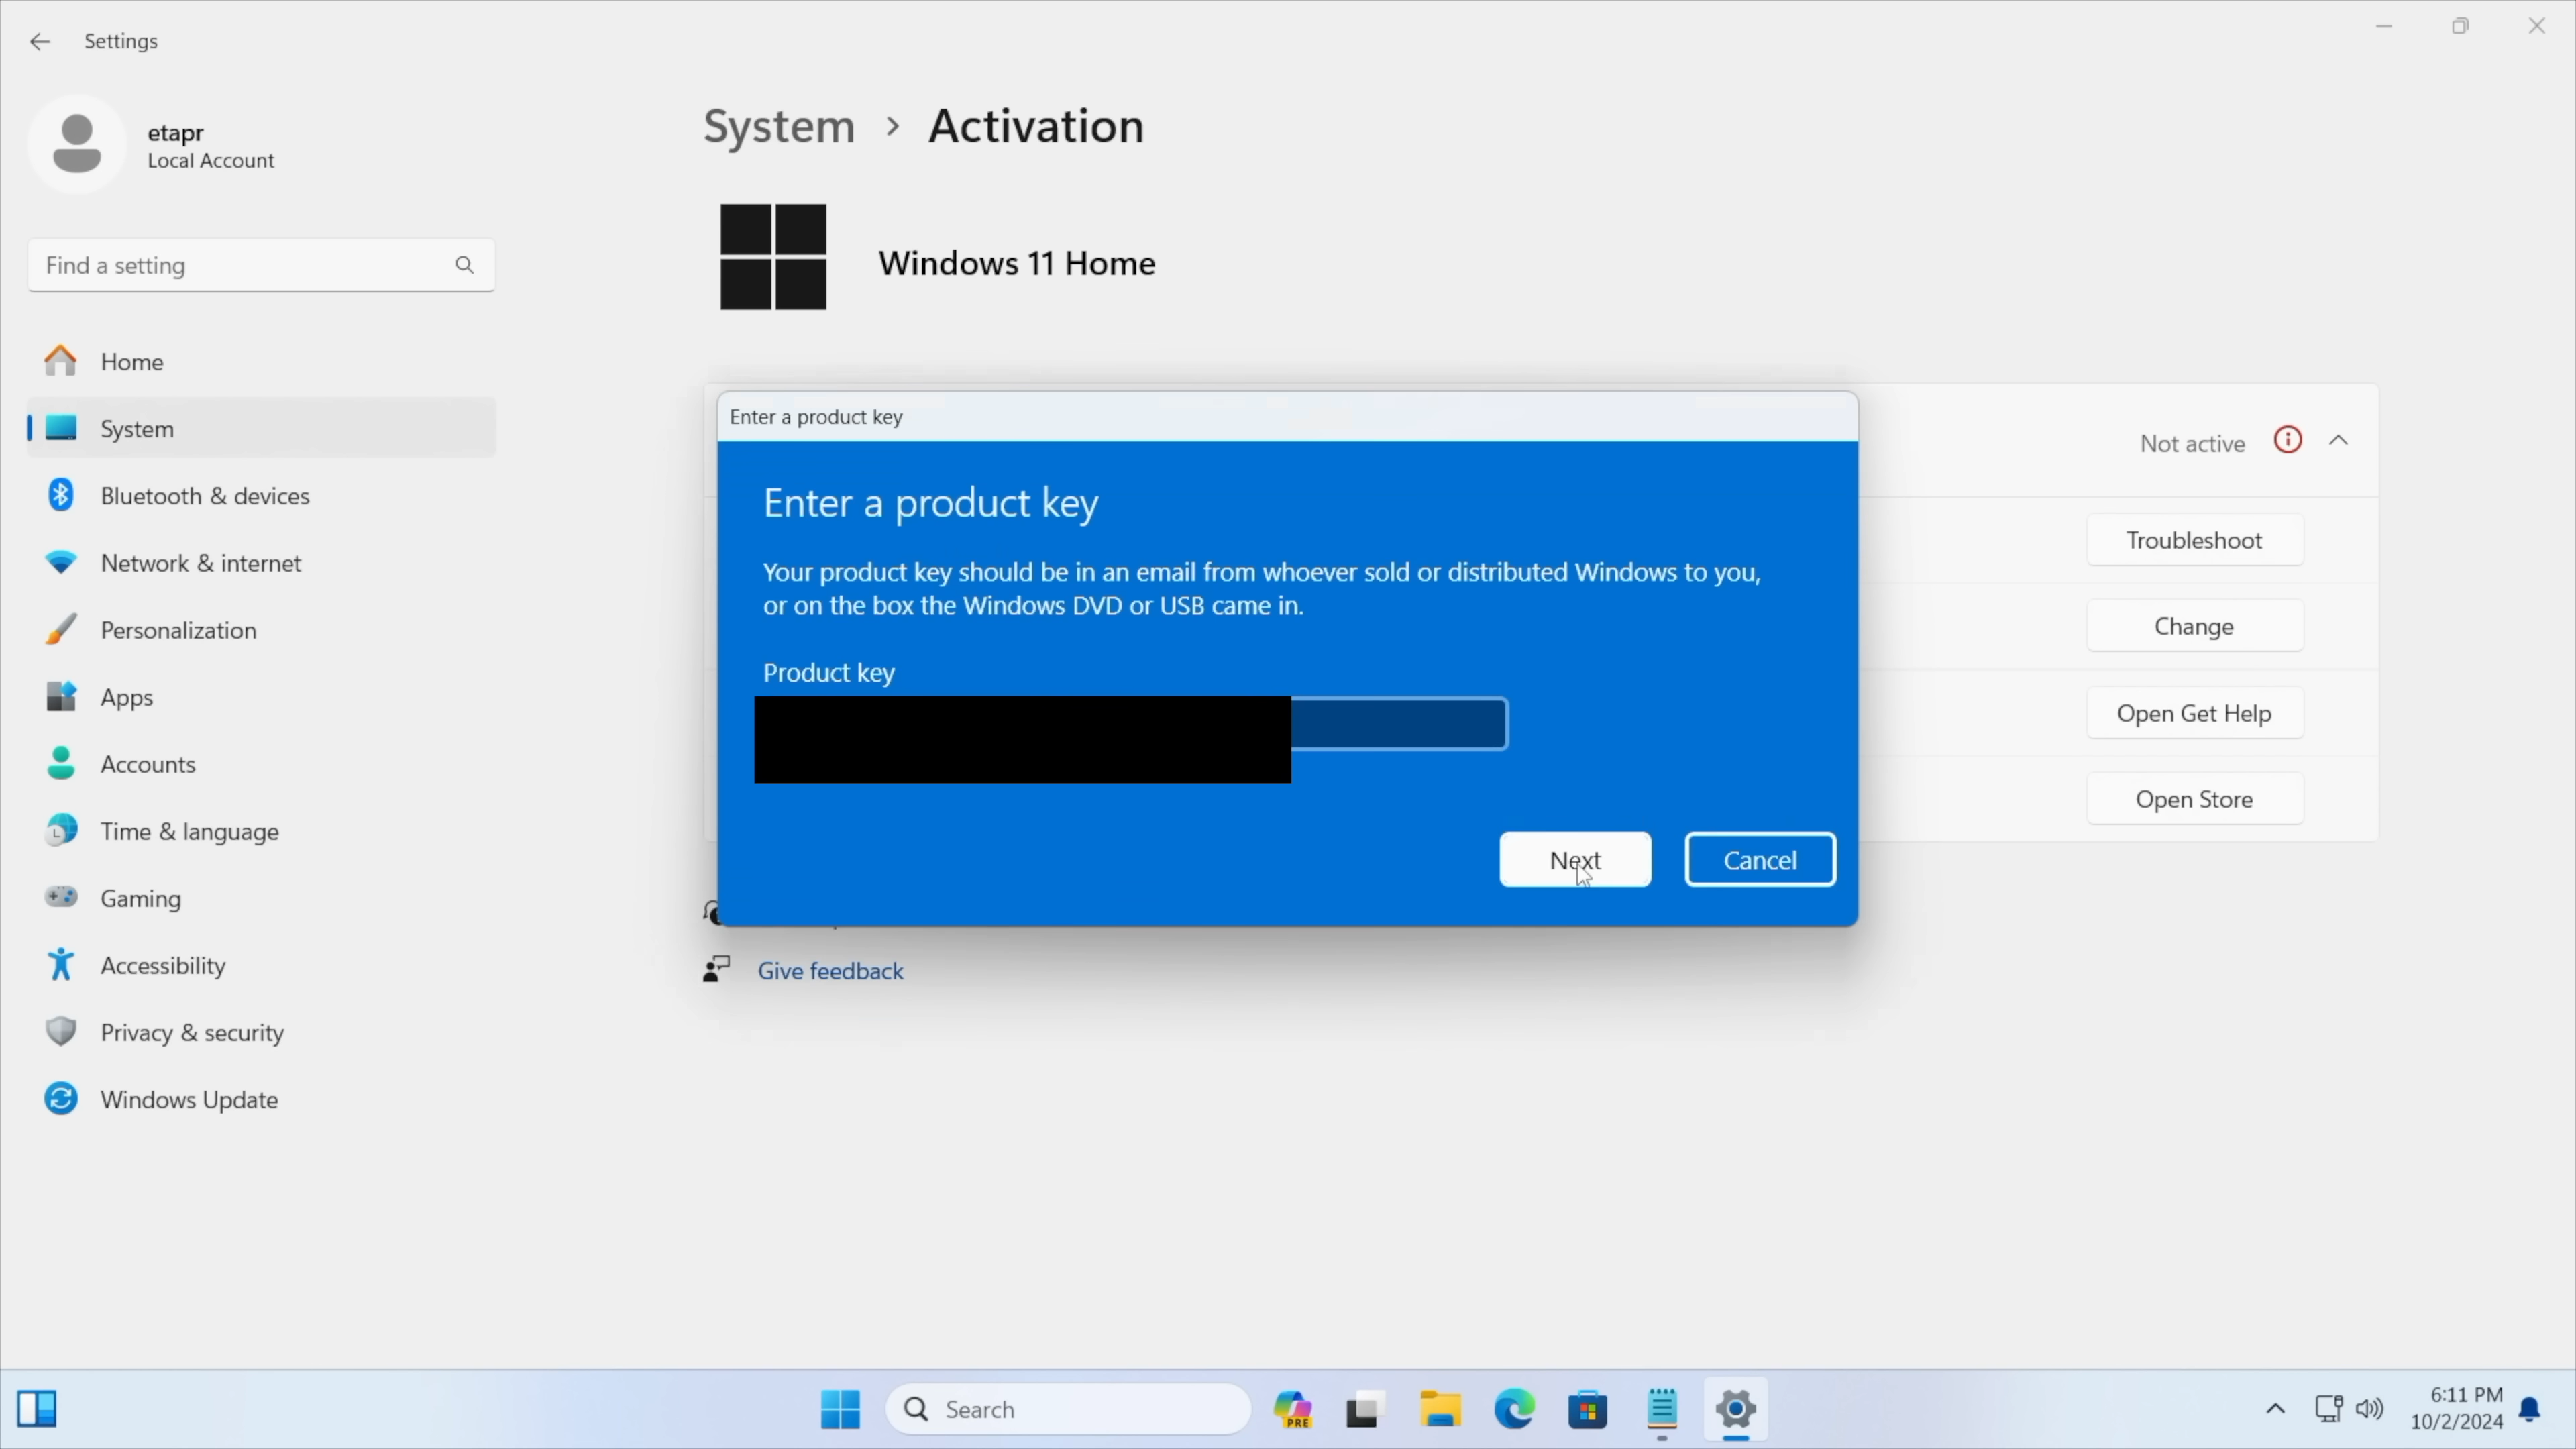 Settings
etapr
Local Account
Find a setting
Home
System
Bluetooth & devices
Network & internet
Personalization
Apps
Accounts
Time & language
Gaming
Accessibility
Privacy & security
Windows Update
System > Activation
Windows 11 Home
Not active
Troubleshoot
Change
Open Get Help
Open Store
Enter a product key
Enter a product key
Your product key should be in an email from whoever sold or distributed Windows to you,
or on the box the Windows DVD or USB came in.
Product key
Next
Cancel
Give feedback
Search
PRE
6:11 PM
10/2/2024